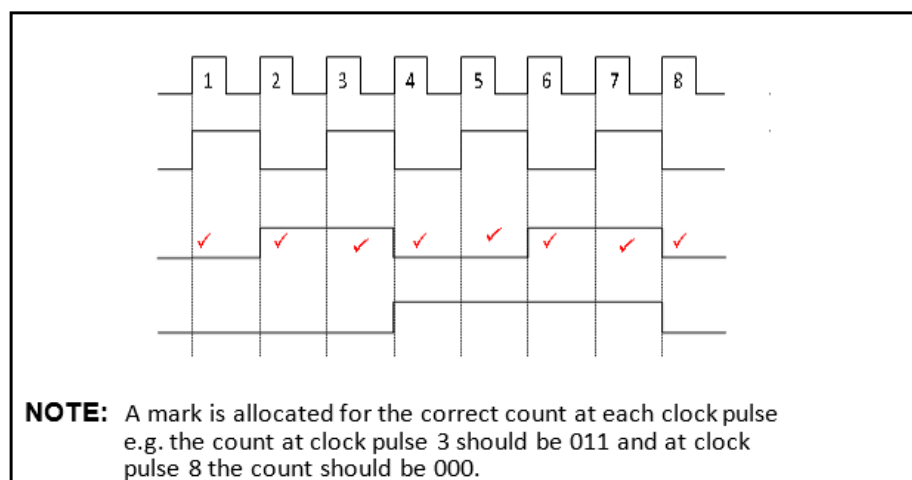 1 2 3 4 5 6 7 8
NOTE: A mark is allocated for the correct count at each clock pulse
e.g. the count at clock pulse 3 should be 011 and at clock
pulse 8 the count should be 000.